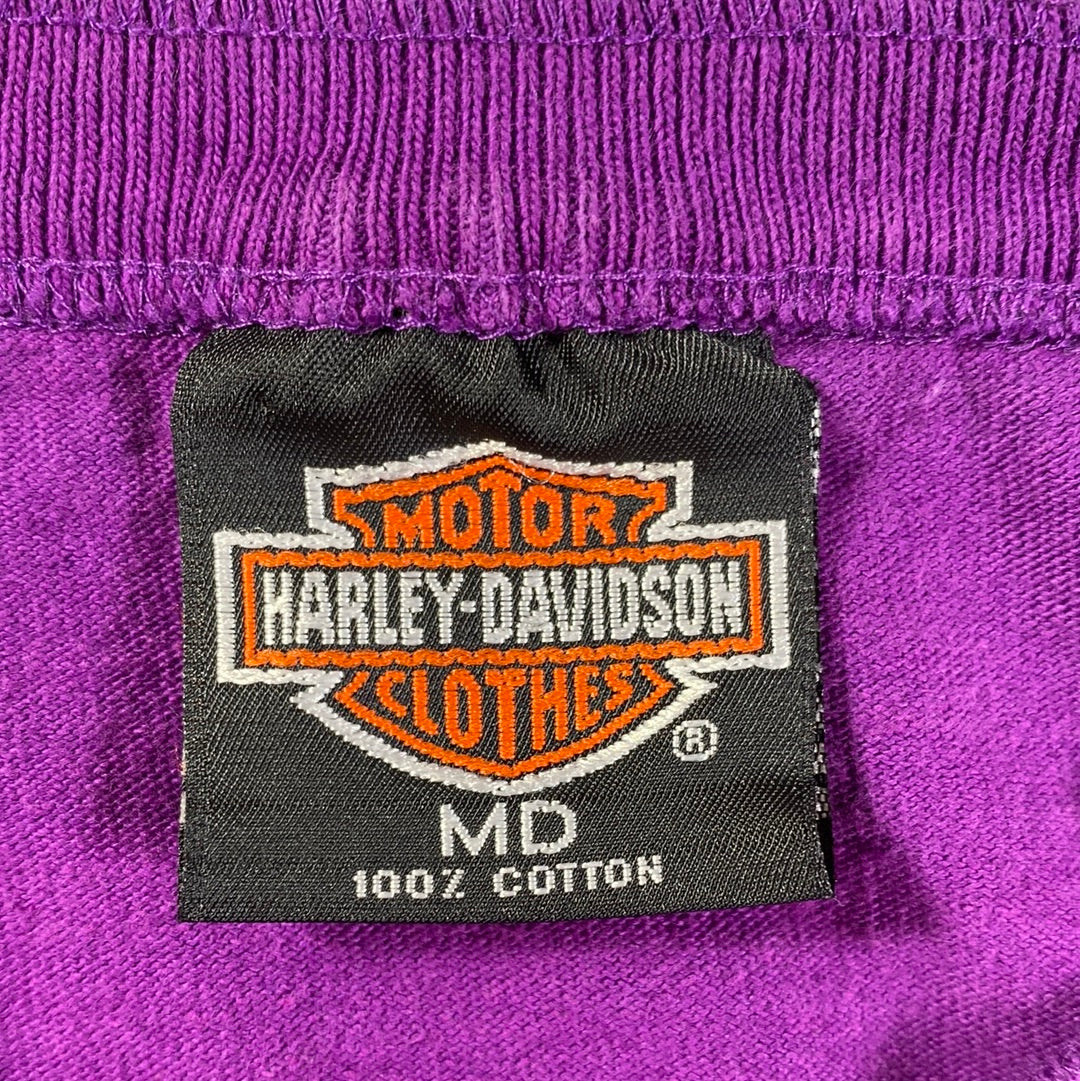 MOTOR
HARLEY-DAVIDSON
CLOTHES
®
MD
100% COTTON